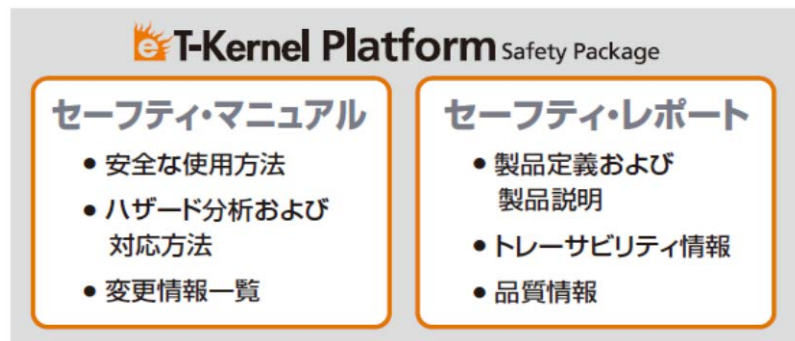 eT-Kernel Platform Safety Package
セーフティ・マニュアル
● 安全な使用方法
● ハザード分析および
対応方法
● 変更情報一覧
セーフティ・レポート
● 製品定義および
製品説明
● トレーサビリティ情報
● 品質情報